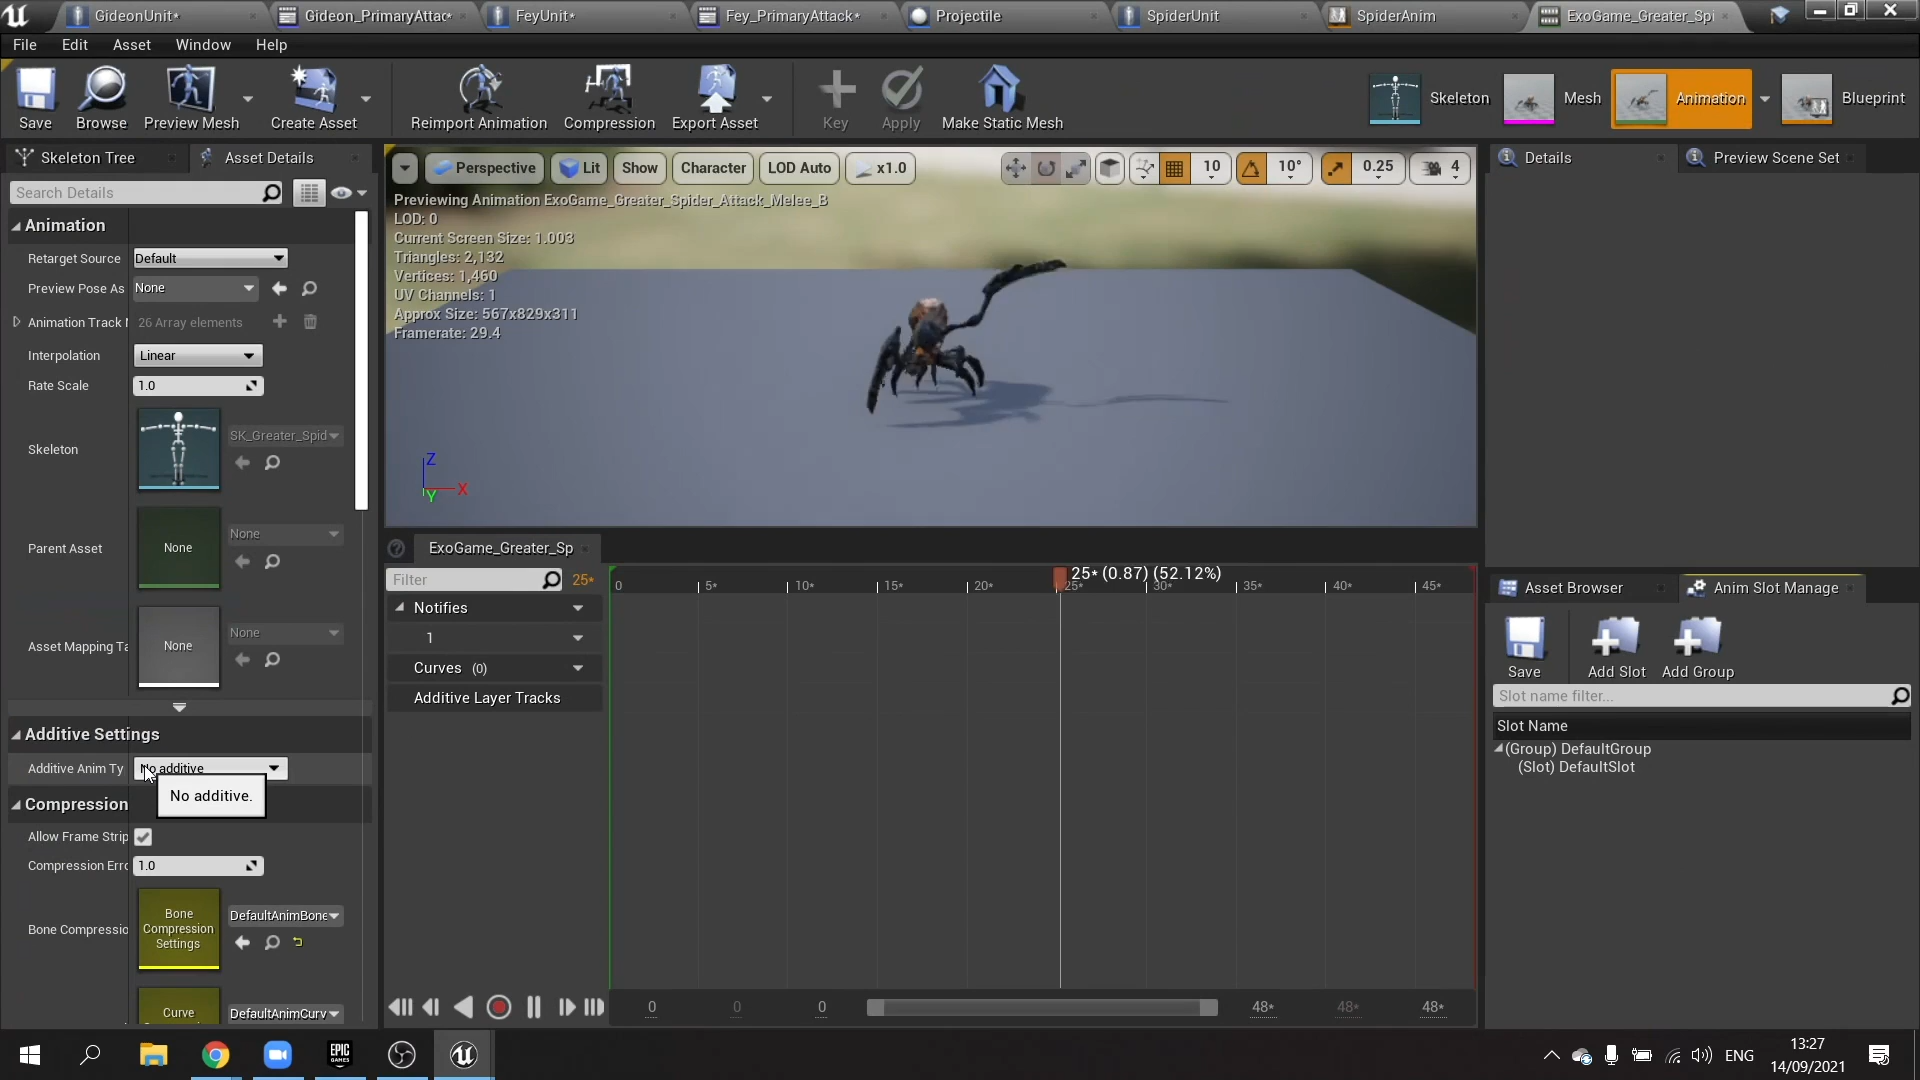 GideonUnit*
Gideon_PrimaryAttac*
FeyUnit*
Fey_PrimaryAttack*
Projectile
SpiderUnit
SpiderAnim
ExoGame_Greater_Spi
File Edit Asset Window Help
Save
Browse
Preview Mesh
Create Asset
Reimport Animation
Compression
Export Asset
Key
Apply
Make Static Mesh
Skeleton
Mesh
Animation
Blueprint
Skeleton Tree
Asset Details
Search Details
Animation
Retarget Source Default
Preview Pose As None
26 Array elements
Interpolation Linear
Rate Scale 1.0
Skeleton
SK_Greater_Spid
Parent Asset
None
None
Asset Mapping Ta
None
None
Additive Settings
Additive Anim Ty No additive
No additive.
Compression
Allow Frame Strip
Compression Erro 1.0
Bone Compressio
Bone
Compression
Settings
DefaultAnimBone
Curve
DefaultAnimCurv
Perspective
Lit
Show
Character
LOD Auto
x1.0
10
10°
0.25
4
Previewing Animation ExoGame_Greater_Spider_Attack_Melee_B
LOD: 0
Current Screen Size: 1.003
Triangles: 2,132
Vertices: 1,460
UV Channels: 1
Approx Size: 567x829x311
Framerate: 29.4
Z
X
Y
ExoGame_Greater_Sp
Filter
25*
Notifies
1
Curves (0)
Additive Layer Tracks
25* (0.87) (52.12%)
0 5* 10* 15* 20* 25* 30* 35* 40* 45*
0 0 0 48* 48* 48*
Details
Preview Scene Set
Asset Browser
Anim Slot Manage
Save
Add Slot
Add Group
Slot name filter...
Slot Name
(Group) DefaultGroup
(Slot) DefaultSlot
EPIC
GAMES
ENG
13:27
14/09/2021